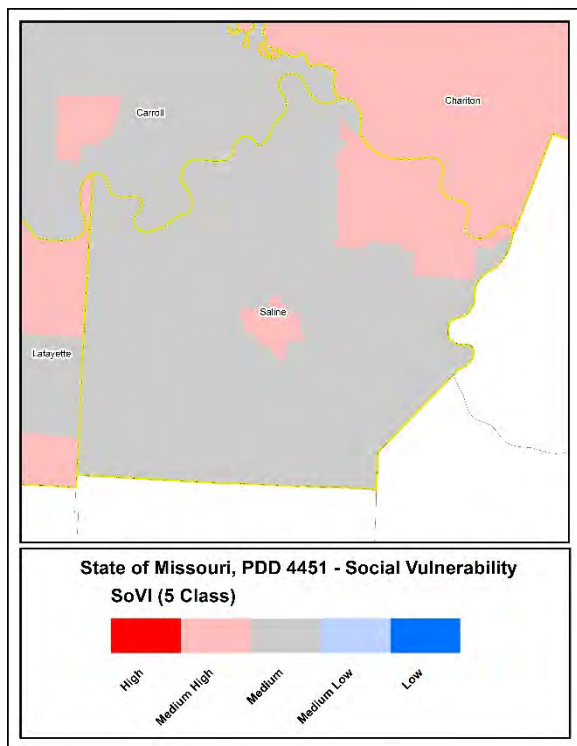 Chariton
Carroll
Saline
Lafayette
State of Missouri, PDD 4451 - Social Vulnerability
SoVI (5 Class)
High
Medium High
Medium
Medium Low
Low